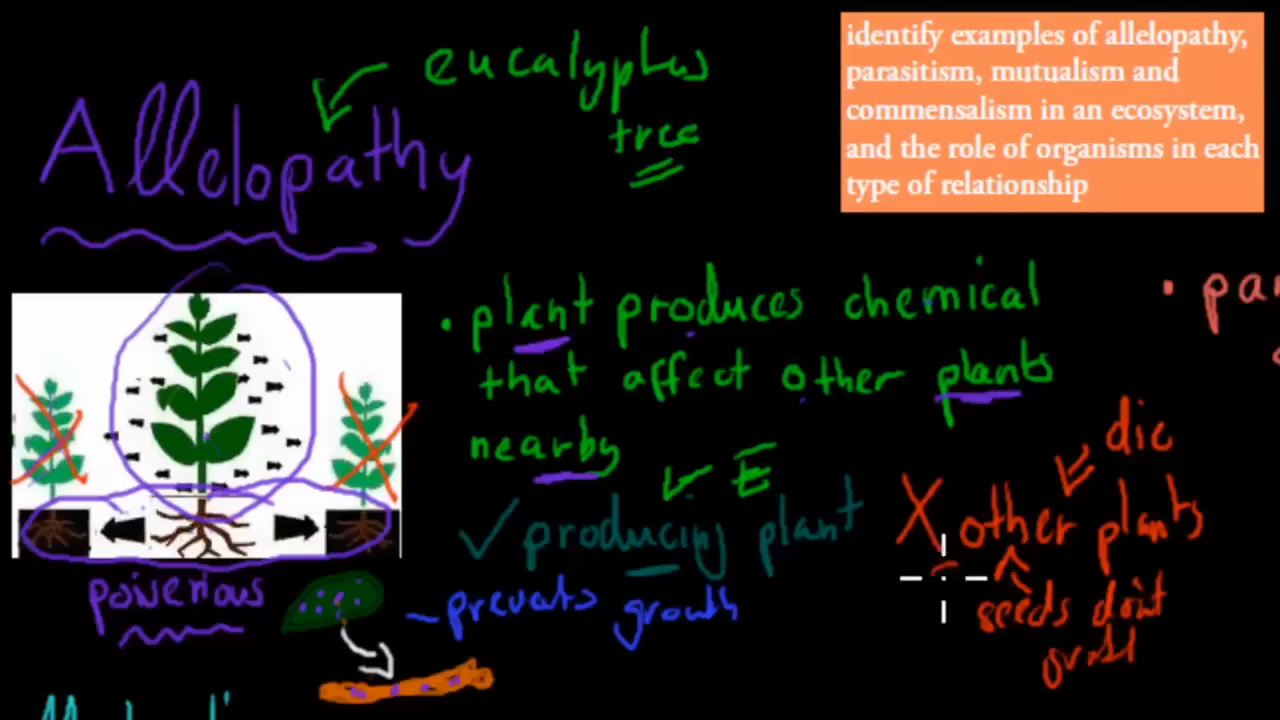 eucalyptus
tree
Allelopathy
identify examples of allelopathy,
parasitism, mutualism and
commensalism in an ecosystem,
and the role of organisms in each
type of relationship
• plant produces chemical
that affect other plants
nearby
E
✓ producing plant
X other plants
die
seeds don't
poisenous
– prevents growth